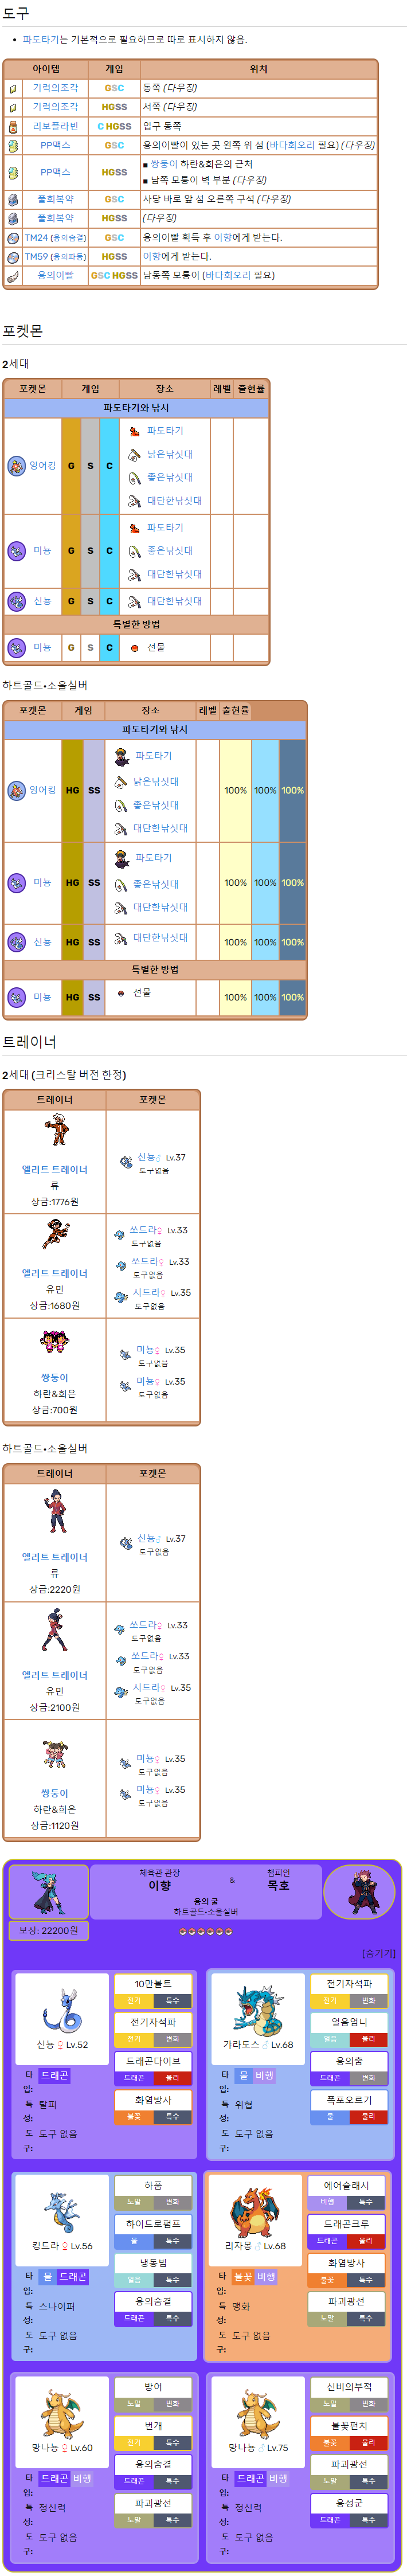 도구
파도타기는 기본적으로 필요하므로 따로 표시하지 않음.
아이템 게임 위치
기력의조각 GSC 동쪽 (다우징)
기력의조각 HGSS 서쪽 (다우징)
리보플라빈 C HGSS 입구 동쪽
PP맥스 GSC 용의이빨이 있는 곳 왼쪽 위 섬 (바다회오리 필요) (다우징)
PP맥스 HGSS ■ 쌍둥이 하란&희은의 근처
■ 남쪽 모퉁이 벽 부분 (다우징)
풀회복약 GSC 사당 바로 앞 섬 오른쪽 구석 (다우징)
풀회복약 HGSS (다우징)
TM24 (용의숨결) GSC 용의이빨 획득 후 이향에게 받는다.
TM59 (용의파동) HGSS 이향에게 받는다.
용의이빨 GSC HGSS 남동쪽 모퉁이 (바다회오리 필요)
포켓몬
2세대
포켓몬 게임 장소 레벨 출현률
파도타기와 낚시
잉어킹 G S C 파도타기
낡은낚싯대
좋은낚싯대
대단한낚싯대
미뇽 G S C 파도타기
좋은낚싯대
대단한낚싯대
신뇽 G S C 대단한낚싯대
특별한 방법
미뇽 G S C 선물
하트골드•소울실버
포켓몬 게임 장소 레벨 출현률
파도타기와 낚시
잉어킹 HG SS 파도타기
낡은낚싯대
좋은낚싯대
대단한낚싯대
100% 100% 100%
미뇽 HG SS 파도타기
좋은낚싯대
대단한낚싯대
100% 100% 100%
신뇽 HG SS 대단한낚싯대 100% 100% 100%
특별한 방법
미뇽 HG SS 선물 100% 100% 100%
트레이너
2세대 (크리스탈 버전 한정)
트레이너 포켓몬
엘리트 트레이너
류
상금:1776원
신뇽♂ Lv.37
도구없음
엘리트 트레이너
유민
상금:1680원
쏘드라♀ Lv.33
도구없음
쏘드라♀ Lv.33
도구없음
시드라♀ Lv.35
도구없음
쌍둥이
하란&희은
상금:700원
미뇽♀ Lv.35
도구없음
미뇽♀ Lv.35
도구없음
하트골드•소울실버
트레이너 포켓몬
엘리트 트레이너
류
상금:2220원
신뇽♂ Lv.37
도구없음
엘리트 트레이너
유민
상금:2100원
쏘드라♀ Lv.33
도구없음
쏘드라♀ Lv.33
도구없음
시드라♀ Lv.35
도구없음
쌍둥이
하란&희은
상금:1120원
미뇽♀ Lv.35
도구없음
미뇽♀ Lv.35
도구없음
체육관 관장
이향
&
챔피언
목호
용의 굴
하트골드•소울실버
보상: 22200원
[숨기기]
신뇽 ♀ Lv.52
타입: 드래곤
특성: 탈피
도구: 도구 없음
10만볼트
전기 특수
전기자석파
전기 변화
드래곤다이브
드래곤 물리
화염방사
불꽃 특수
갸라도스 ♂ Lv.68
타입: 물 비행
특성: 위협
도구: 도구 없음
전기자석파
전기 변화
얼음엄니
얼음 물리
용의춤
드래곤 변화
폭포오르기
물 물리
킹드라 ♀ Lv.56
타입: 물 드래곤
특성: 스나이퍼
도구: 도구 없음
하품
노말 변화
하이드로펌프
물 특수
냉동빔
얼음 특수
용의숨결
드래곤 특수
리자몽 ♂ Lv.68
타입: 불꽃 비행
특성: 맹화
도구: 도구 없음
에어슬래시
비행 특수
드래곤크루
드래곤 물리
화염방사
불꽃 특수
파괴광선
노말 특수
망나뇽 ♀ Lv.60
타입: 드래곤 비행
특성: 정신력
도구: 도구 없음
방어
노말 변화
번개
전기 특수
용의숨결
드래곤 특수
파괴광선
노말 특수
망나뇽 ♂ Lv.75
타입: 드래곤 비행
특성: 정신력
도구: 도구 없음
신비의부적
노말 변화
불꽃펀치
불꽃 물리
파괴광선
노말 특수
용성군
드래곤 특수